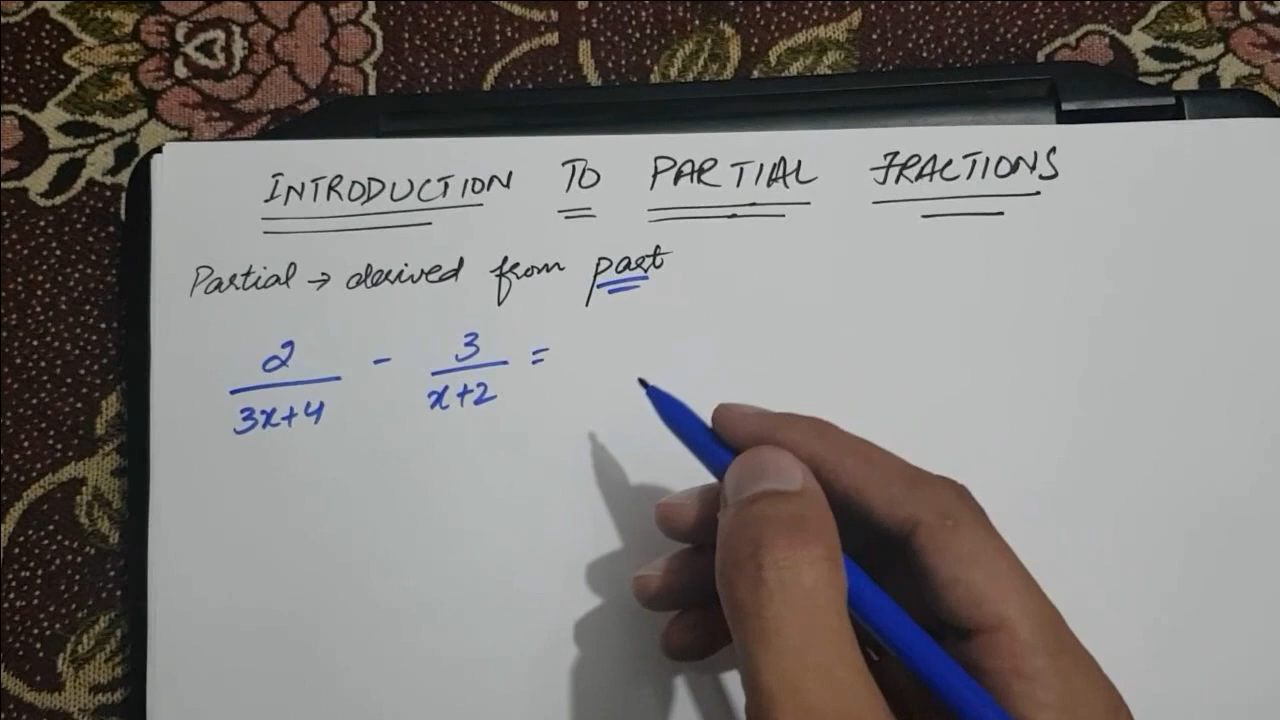 INTRODUCTION TO PARTIAL FRACTIONS
Partial → derived from part
2/(3x+4) - 3/(x+2) =